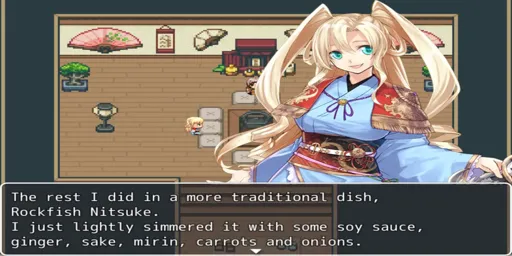 The rest I did in a more traditional dish,
Rockfish Nitsuke.
I just lightly simmered it with some soy sauce,
ginger, sake, mirin, carrots and onions.